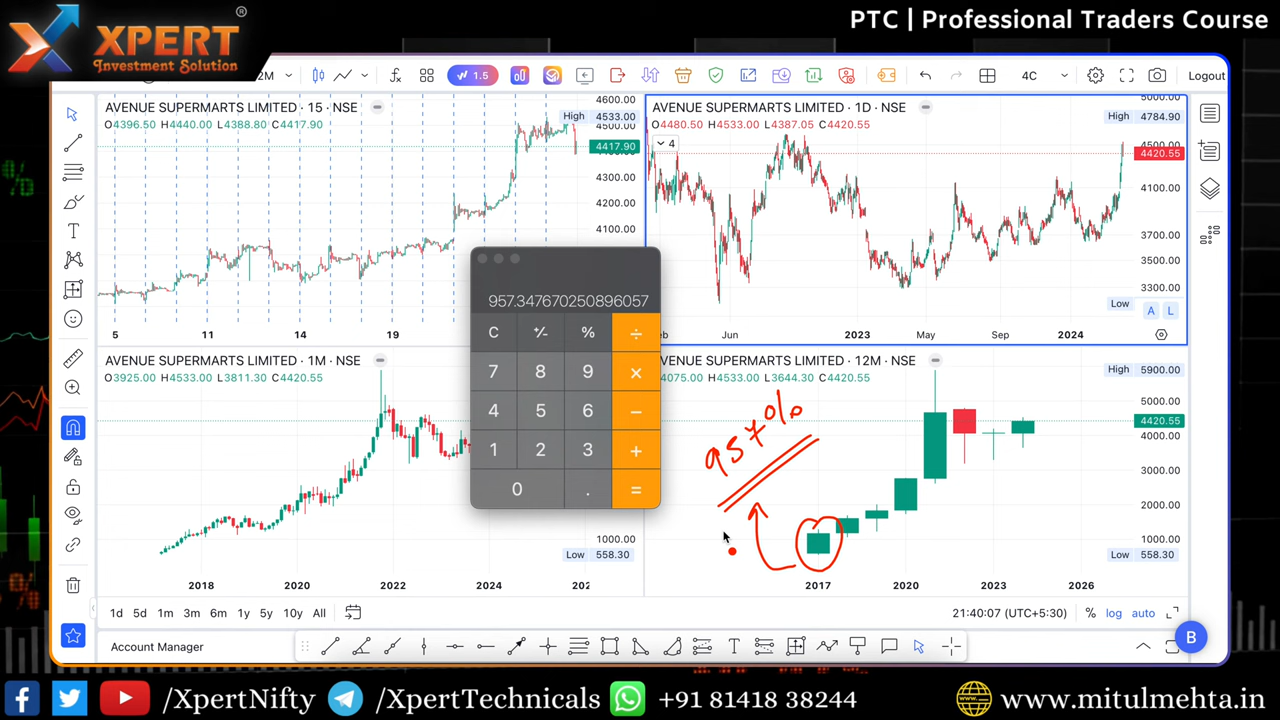 PTC | Professional Traders Course
XPERT ®
Investment Solution
2M
1.5
4C
Logout
AVENUE SUPERMARTS LIMITED · 15 · NSE
O4396.50 H4440.00 L4388.80 C4417.90
4600.00
High 4533.00
4500.00
4417.90
4300.00
4200.00
4100.00
5 11 14 19
AVENUE SUPERMARTS LIMITED · 1D · NSE
O4480.50 H4533.00 L4387.05 C4420.55
4
5000.00
High 4784.90
4500.00
4420.55
4100.00
3700.00
3300.00
Low
A L
eb Jun 2023 May Sep 2024
957.347670250896057
C +/- % ÷
7 8 9 ×
4 5 6 −
1 2 3 +
0 . =
AVENUE SUPERMARTS LIMITED · 1M · NSE
O3925.00 H4533.00 L3811.30 C4420.55
1000.00
Low 558.30
2018 2020 2022 2024 202
AVENUE SUPERMARTS LIMITED · 12M · NSE
4075.00 H4533.00 L3644.30 C4420.55
High 5900.00
5000.00
4420.55
4000.00
3000.00
2000.00
1000.00
Low 558.30
957%
2017 2020 2023 2026
1d 5d 1m 3m 6m 1y 5y 10y All
21:40:07 (UTC+5:30) % log auto
Account Manager
T
B
/XpertNifty /XpertTechnicals +91 81418 38244 www.mitulmehta.in